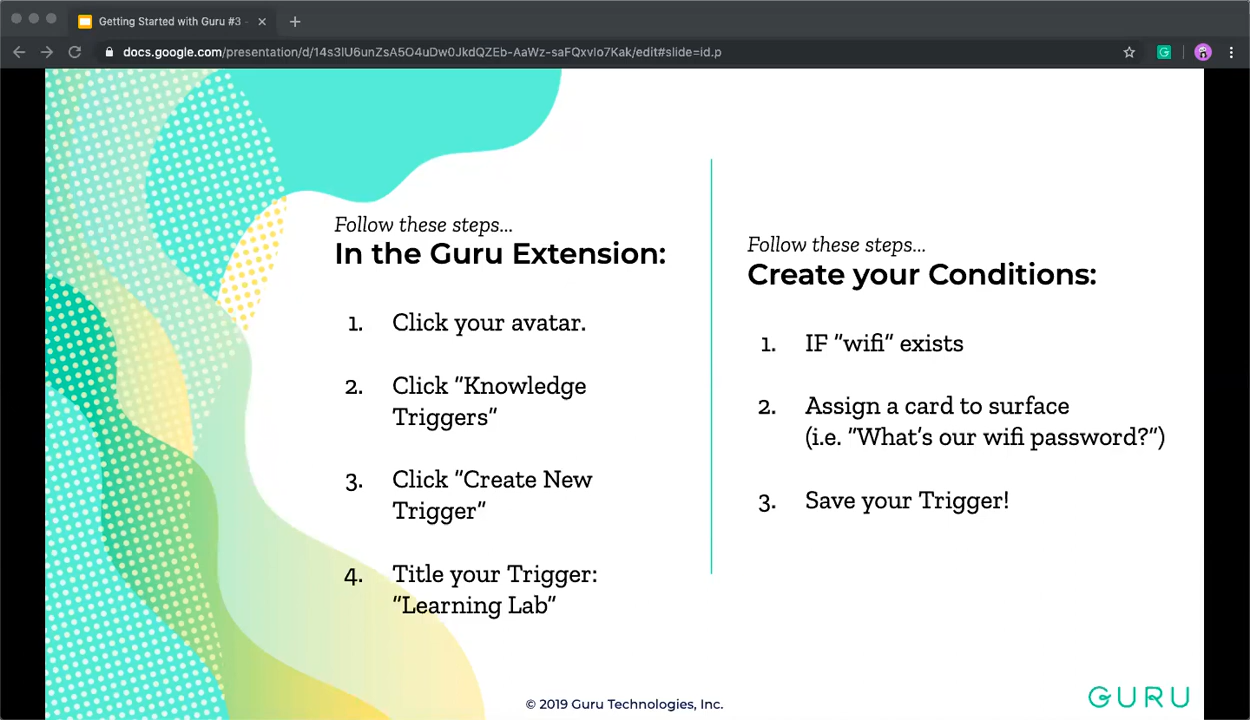 Getting Started with Guru #3 -
docs.google.com/presentation/d/14s3lU6unZsA5O4uDw0JkdQZEb-AaWz-saFQxvlo7Kak/edit#slide=id.p
Follow these steps...
In the Guru Extension:
1. Click your avatar.
2. Click "Knowledge
Triggers"
3. Click "Create New
Trigger"
4. Title your Trigger:
"Learning Lab"
Follow these steps...
Create your Conditions:
1. IF "wifi" exists
2. Assign a card to surface
(i.e. "What's our wifi password?")
3. Save your Trigger!
© 2019 Guru Technologies, Inc.
GURU